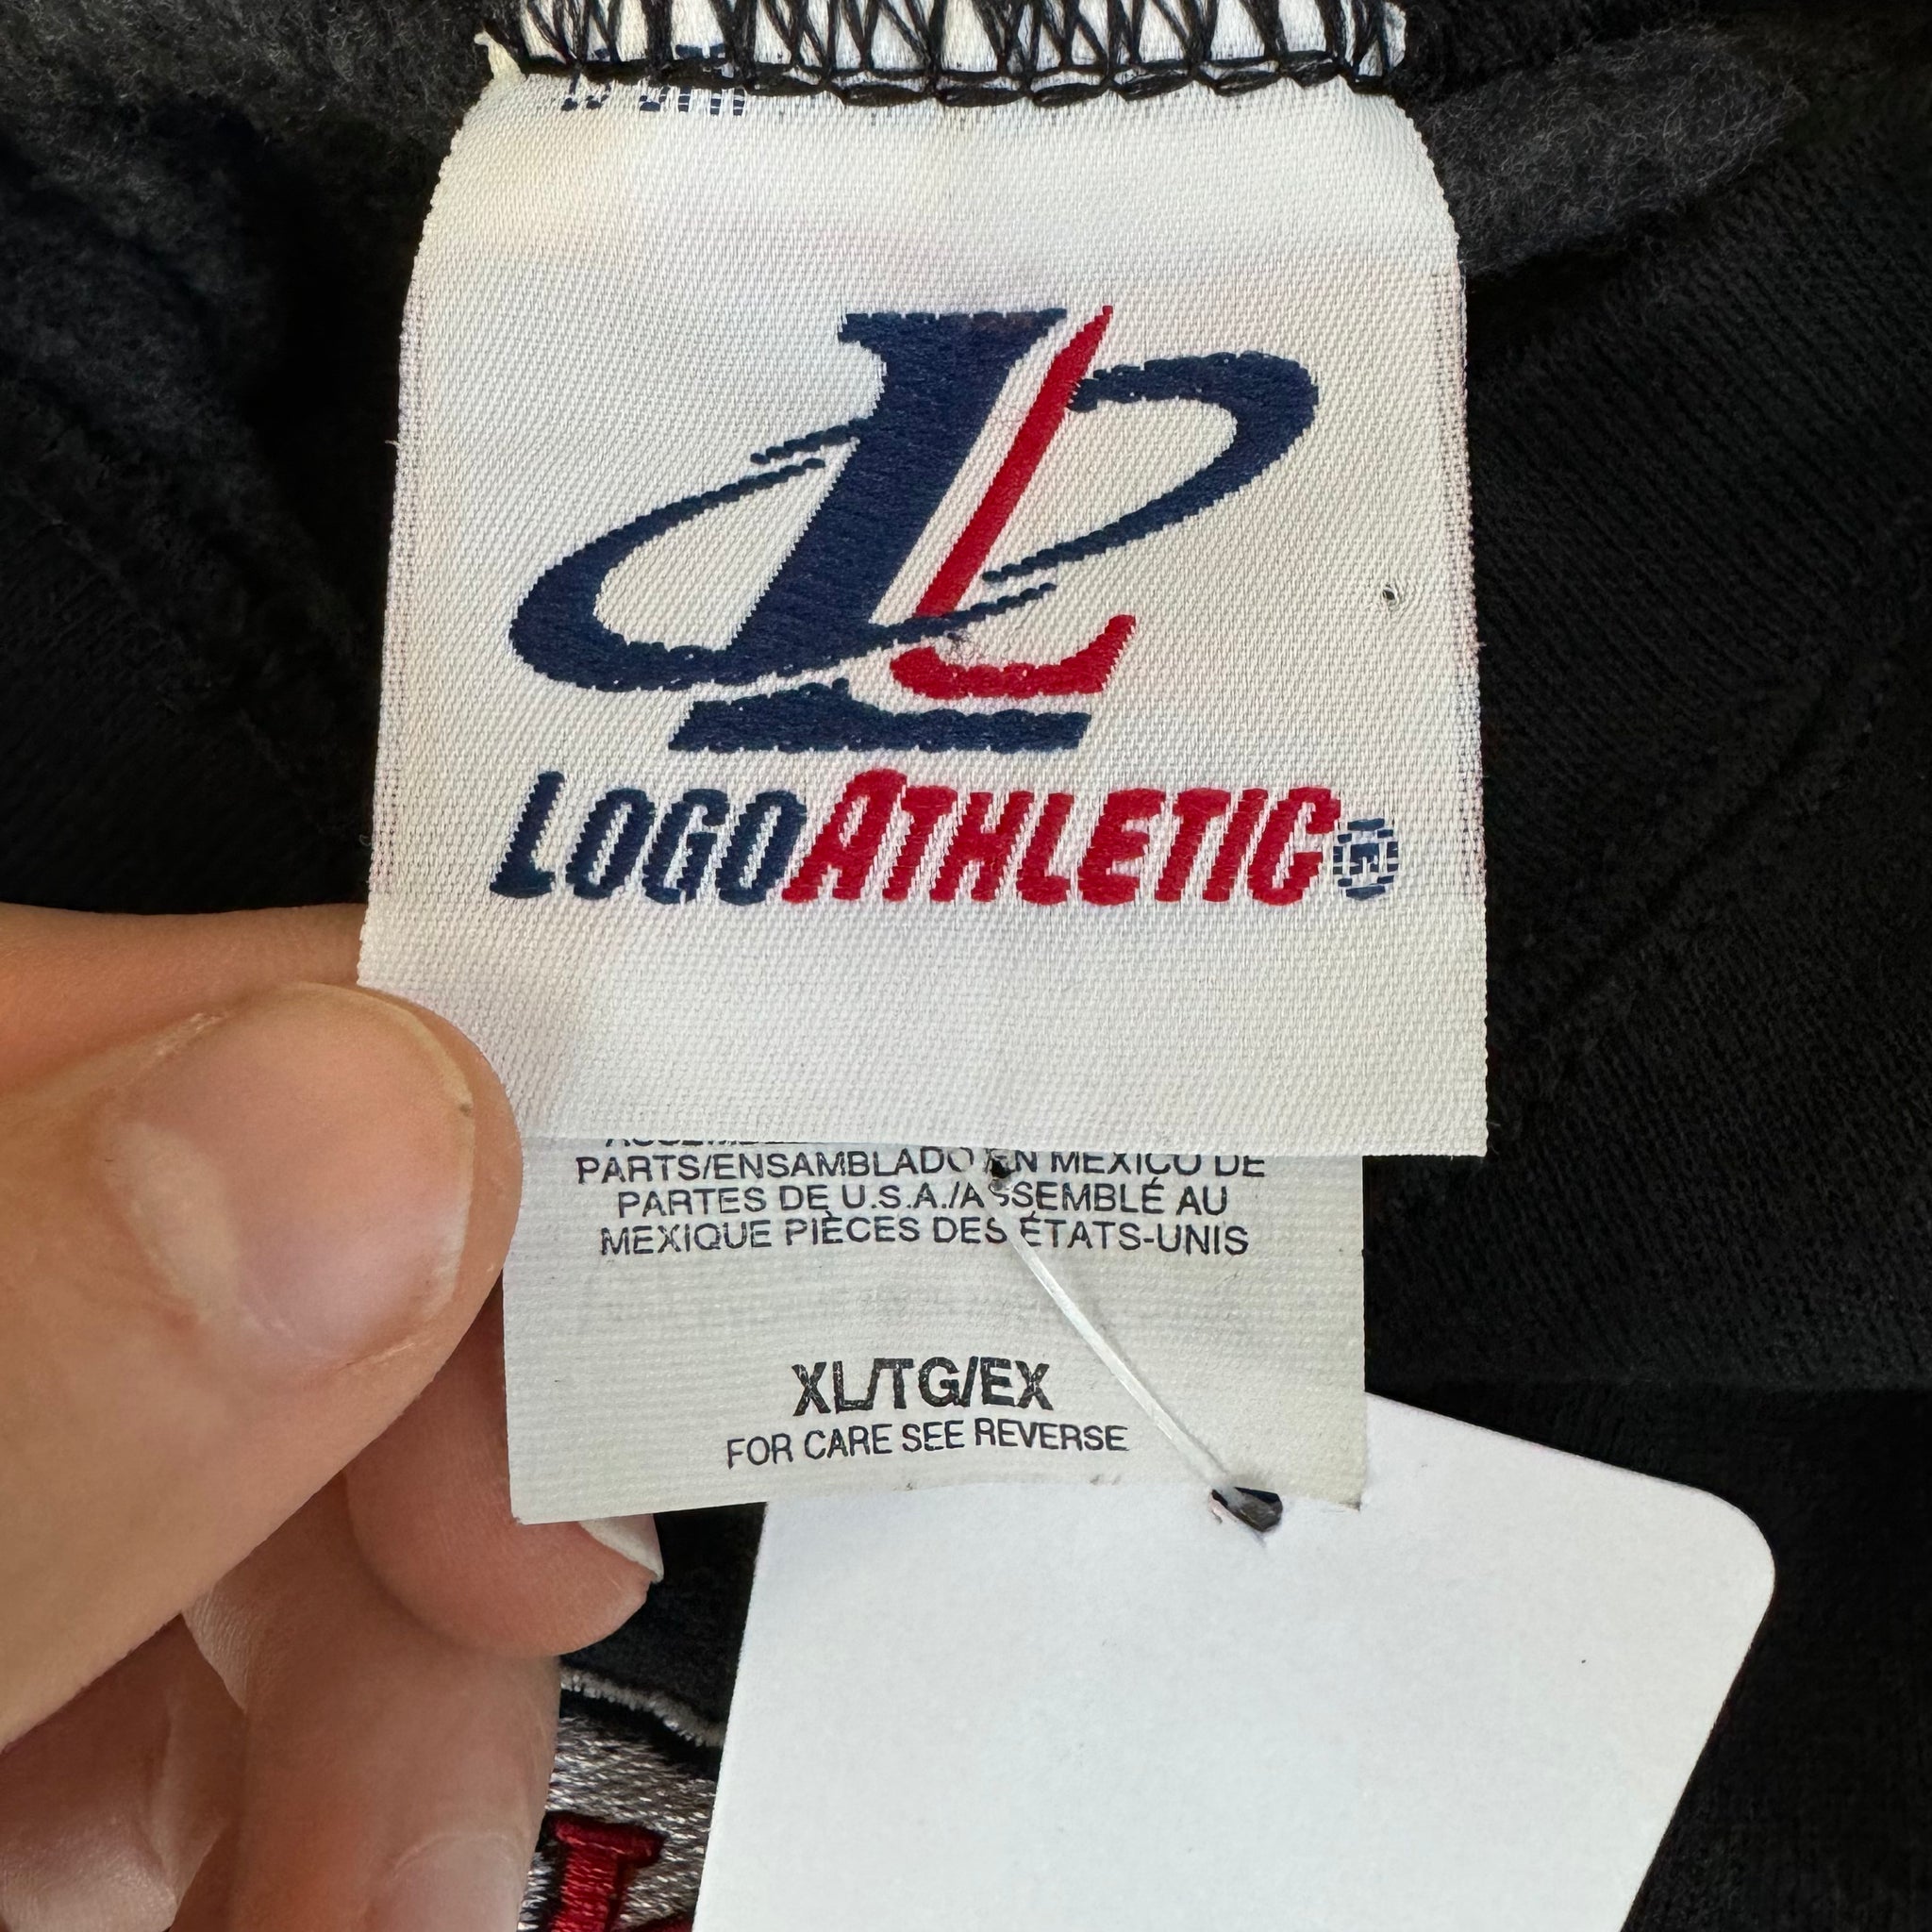 LOGOATHLETIC®
PARTS/ENSAMBLADO EN MEXICO DE
PARTES DE U.S.A./ASSEMBLÉ AU
MEXIQUE PIÈCES DES ÉTATS-UNIS
XL/TG/EX
FOR CARE SEE REVERSE